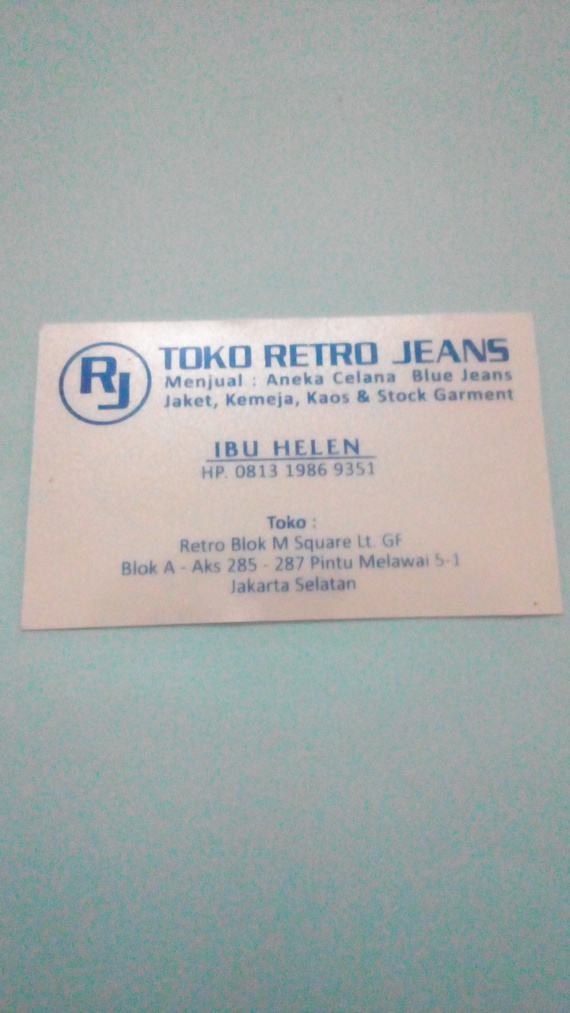 RJ
TOKO RETRO JEANS
Menjual : Aneka Celana Blue Jeans
Jaket, Kemeja, Kaos & Stock Garment
IBU HELEN
HP. 0813 1986 9351
Toko :
Retro Blok M Square Lt. GF
Blok A - Aks 285 - 287 Pintu Melawai 5-1
Jakarta Selatan